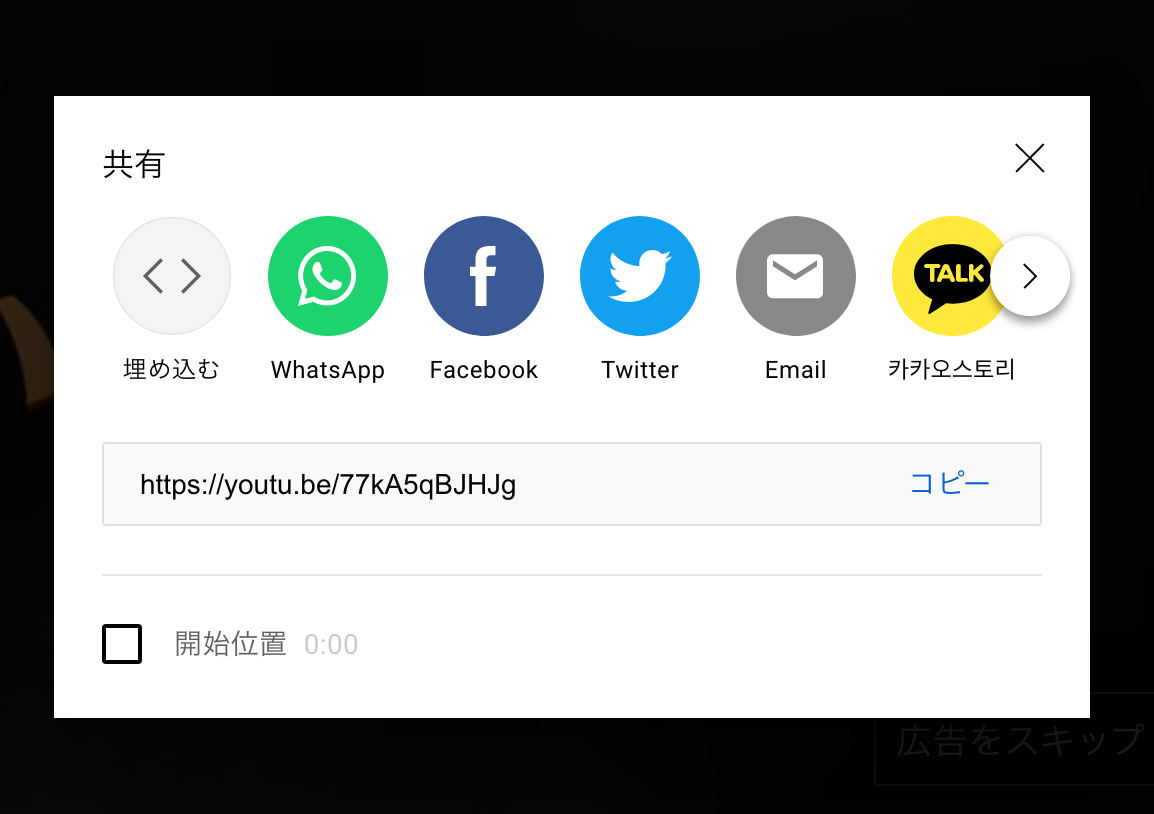 共有
TALK
埋め込む
WhatsApp
Facebook
Twitter
Email
카카오스토리
https://youtu.be/77kA5qBJHJg
コピー
開始位置 0:00
広告をスキップ